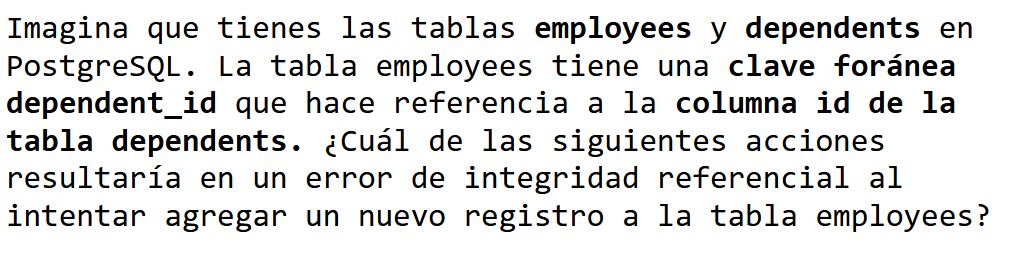 Imagina que tienes las tablas employees y dependents en
PostgreSQL. La tabla employees tiene una clave foránea
dependent_id que hace referencia a la columna id de la
tabla dependents. ¿Cuál de las siguientes acciones
resultaría en un error de integridad referencial al
intentar agregar un nuevo registro a la tabla employees?